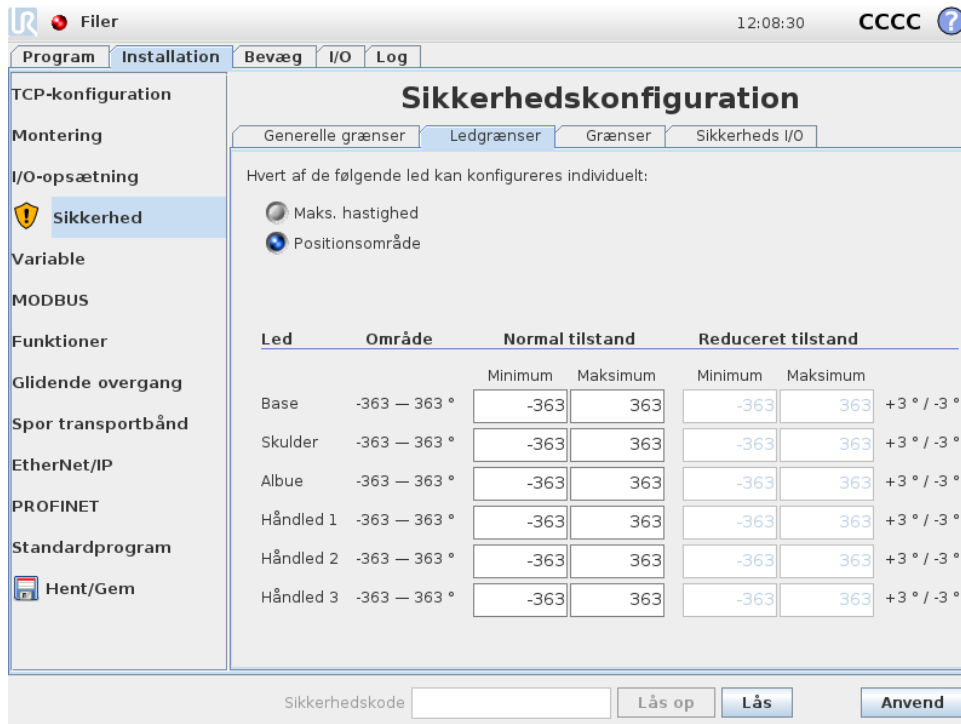 UR Filer 12:08:30 CCCC ?
Program Installation Bevæg I/O Log
TCP-konfiguration
Montering
I/O-opsætning
Sikkerhed
Variable
MODBUS
Funktioner
Glidende overgang
Spor transportbånd
EtherNet/IP
PROFINET
Standardprogram
Hent/Gem
Sikkerhedskonfiguration
Generelle grænser Ledgrænser Grænser Sikkerheds I/O
Hvert af de følgende led kan konfigureres individuelt:
Maks. hastighed
Positionsområde
Led Område Normal tilstand Reduceret tilstand
Minimum Maksimum Minimum Maksimum
Base -363 — 363 ° -363 363 -363 363 +3 ° / -3 °
Skulder -363 — 363 ° -363 363 -363 363 +3 ° / -3 °
Albue -363 — 363 ° -363 363 -363 363 +3 ° / -3 °
Håndled 1 -363 — 363 ° -363 363 -363 363 +3 ° / -3 °
Håndled 2 -363 — 363 ° -363 363 -363 363 +3 ° / -3 °
Håndled 3 -363 — 363 ° -363 363 -363 363 +3 ° / -3 °
Sikkerhedskode Lås op Lås Anvend